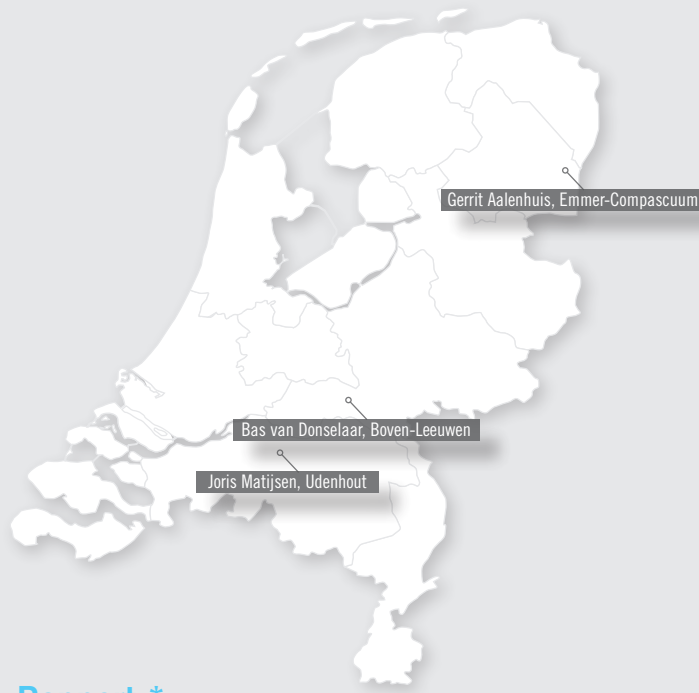 Gerrit Aalenhuis, Emmer-Compascuum
Bas van Donselaar, Boven-Leeuwen
Joris Matijsen, Udenhout